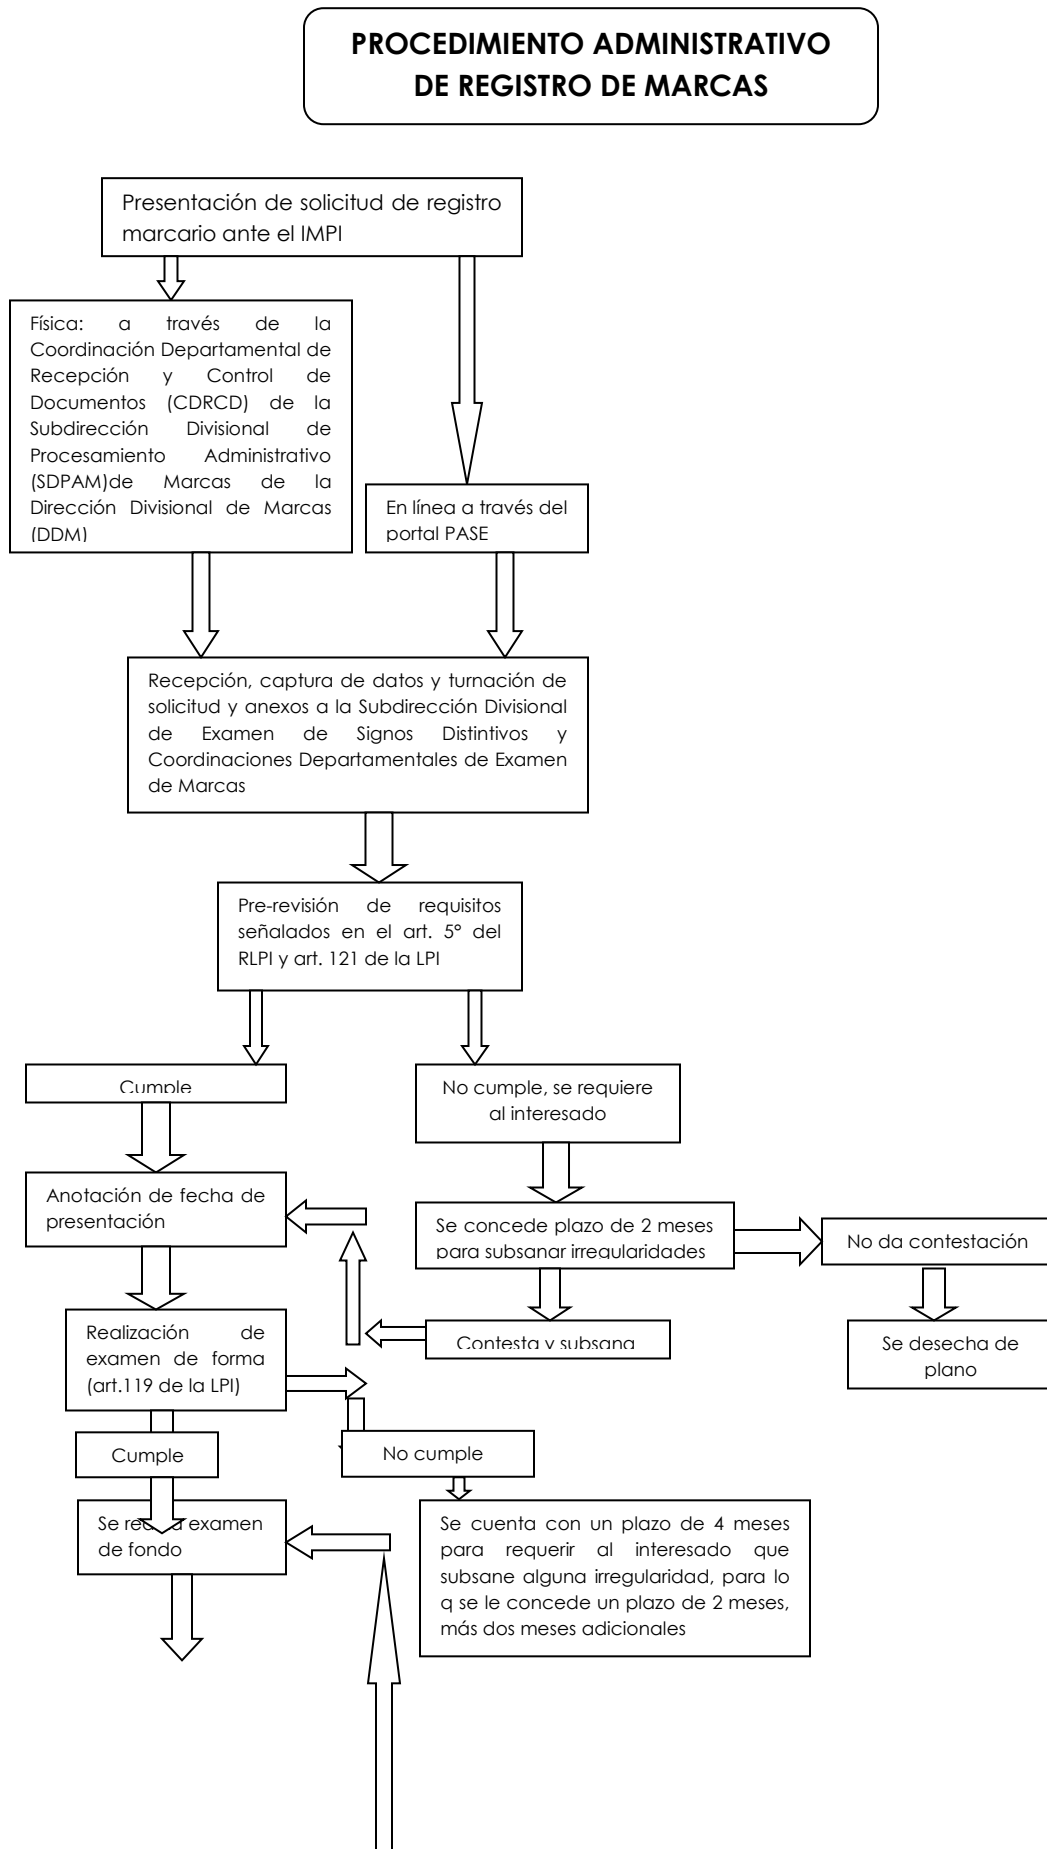 PROCEDIMIENTO ADMINISTRATIVO
DE REGISTRO DE MARCAS
Presentación de solicitud de registro
marcario ante el IMPI
Física: a través de la
Coordinación Departamental de
Recepción y Control de
Documentos (CDRCD) de la
Subdirección Divisional de
Procesamiento Administrativo
(SDPAM)de Marcas de la
Dirección Divisional de Marcas
(DDM)
En línea a través del
portal PASE
Recepción, captura de datos y turnación de
solicitud y anexos a la Subdirección Divisional
de Examen de Signos Distintivos y
Coordinaciones Departamentales de Examen
de Marcas
Pre-revisión de requisitos
señalados en el art. 5° del
RLPI y art. 121 de la LPI
Cumple
No cumple, se requiere
al interesado
Anotación de fecha de
presentación
Se concede plazo de 2 meses
para subsanar irregularidades
No da contestación
Contesta y subsana
Se desecha de
plano
Realización de
examen de forma
(art.119 de la LPI)
Cumple
No cumple
Se examen
de fondo
Se cuenta con un plazo de 4 meses
para requerir al interesado que
subsane alguna irregularidad, para lo
q se le concede un plazo de 2 meses,
más dos meses adicionales